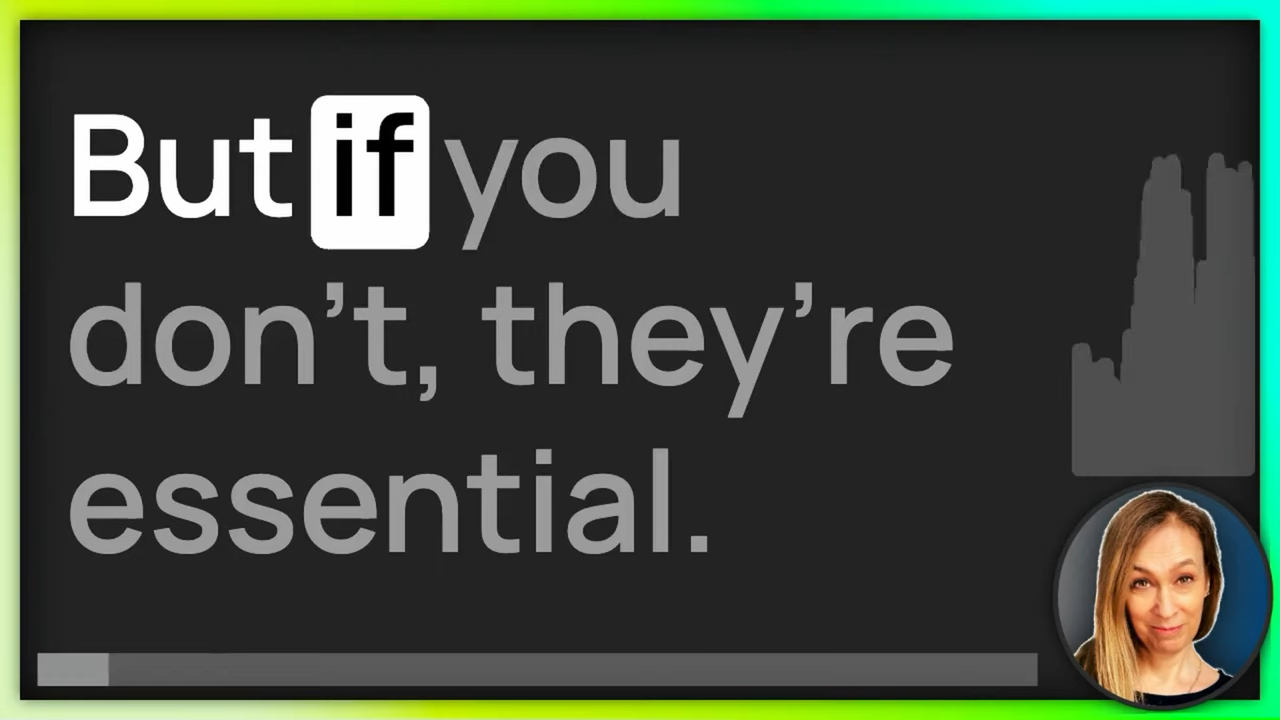 But if you
don’t, they’re
essential.